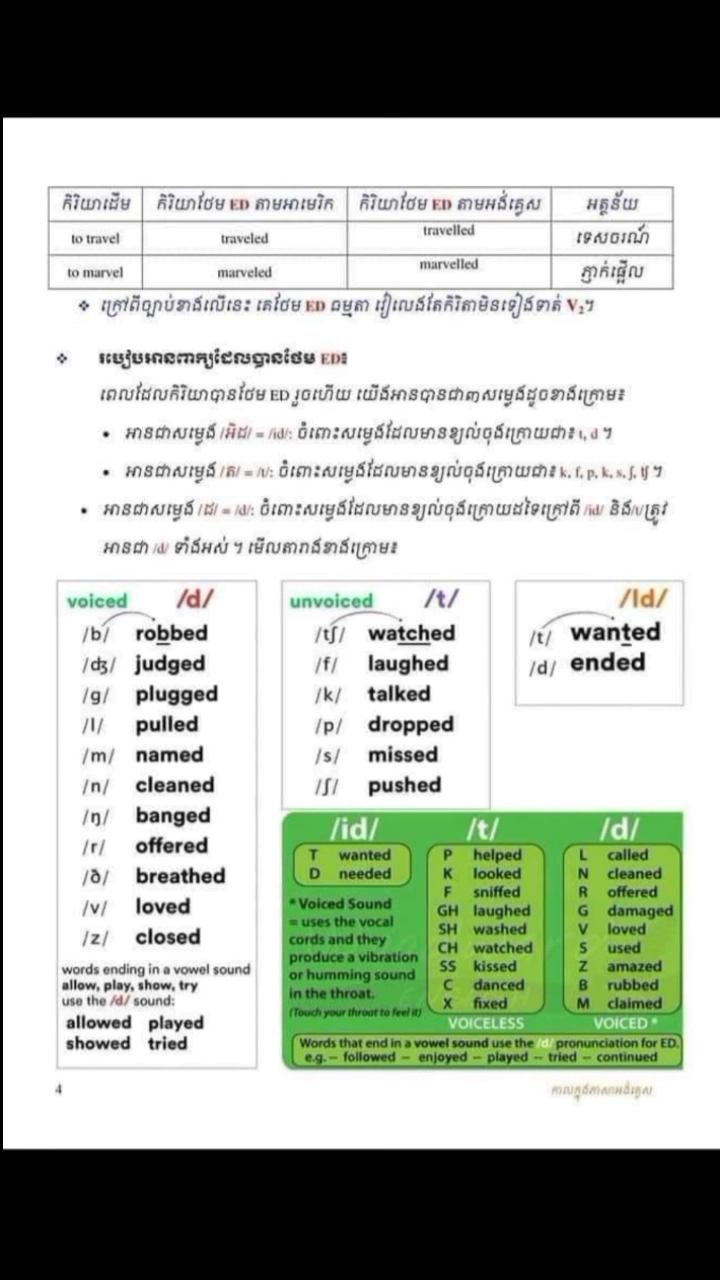 កិរិយាដើម កិរិយាថែម ED តាមអាមេរិក កិរិយាថែម ED តាមអង់គ្លេស អត្ថន័យ
to travel traveled travelled ទេសចរណ៍
to marvel marveled marvelled ភ្ញាក់ផ្អើល
❖ ក្រៅពីច្បាប់ខាងលើនេះ គេថែម ED ធម្មតា វៀលេងតែកិរិតាមិនទៀងទាត់ V₂។
❖ របៀបអានពាក្យដែលបានថែម ED៖
ពេលដែលកិរិយាបានថែម ED រួចហើយ យើងអានបានជា៣សម្លេងដូចខាងក្រោម៖
• អានជាសម្លេង /អិដ/ = /id/: ចំពោះសម្លេងដែលមានខ្យល់ចុងក្រោយជា៖ t, d ។
• អានជាសម្លេង /ត/ = /t/: ចំពោះសម្លេងដែលមានខ្យល់ចុងក្រោយជា៖ k, f, p, k, s, ʃ, tʃ ។
• អានជាសម្លេង /ដ/ = /d/: ចំពោះសម្លេងដែលមានខ្យល់ចុងក្រោយដទៃក្រៅពី /id/ និង/t/ត្រូវ
អានជា /d/ ទាំងអស់ ។ មើលតារាងខាងក្រោម៖
voiced /d/
/b/ robbed
/dʒ/ judged
/g/ plugged
/l/ pulled
/m/ named
/n/ cleaned
/ŋ/ banged
/r/ offered
/ð/ breathed
/v/ loved
/z/ closed
words ending in a vowel sound
allow, play, show, try
use the /d/ sound:
allowed played
showed tried
unvoiced /t/
/tʃ/ watched
/f/ laughed
/k/ talked
/p/ dropped
/s/ missed
/ʃ/ pushed
/Id/
/t/ wanted
/d/ ended
/id/
T wanted
D needed
* Voiced Sound
= uses the vocal
cords and they
produce a vibration
or humming sound
in the throat.
(Touch your throat to feel it)
/t/
P helped
K looked
F sniffed
GH laughed
SH washed
CH watched
SS kissed
C danced
X fixed
VOICELESS
/d/
L called
N cleaned
R offered
G damaged
V loved
S used
Z amazed
B rubbed
M claimed
VOICED *
Words that end in a vowel sound use the /d/ pronunciation for ED.
e.g. – followed – enjoyed – played – tried – continued
4 កាលក្នុងភាសាអង់គ្លេស